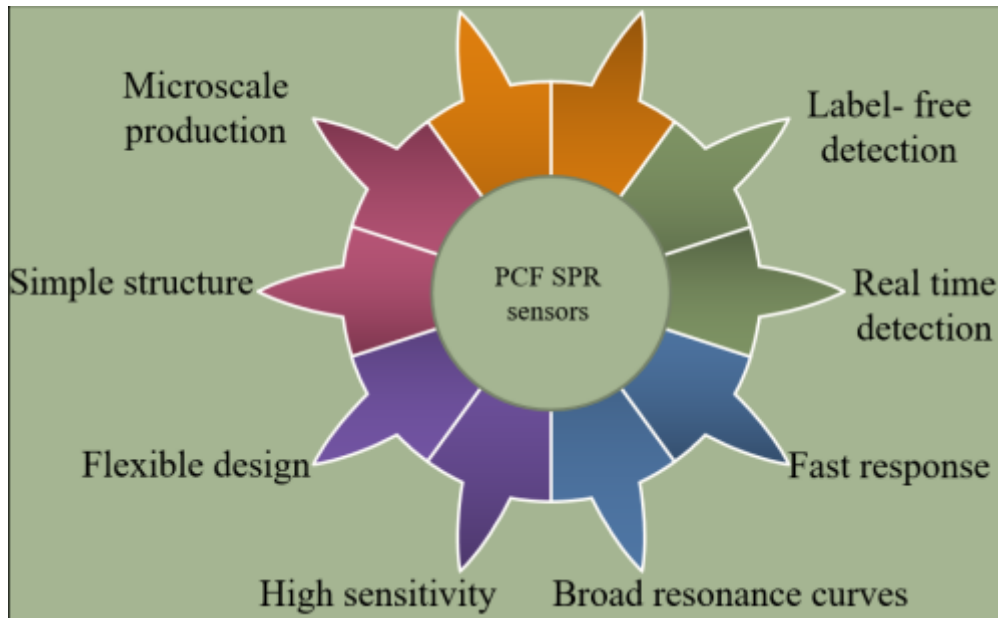 Microscale
production
Label- free
detection
Simple structure
PCF SPR
sensors
Real time
detection
Flexible design
Fast response
High sensitivity
Broad resonance curves